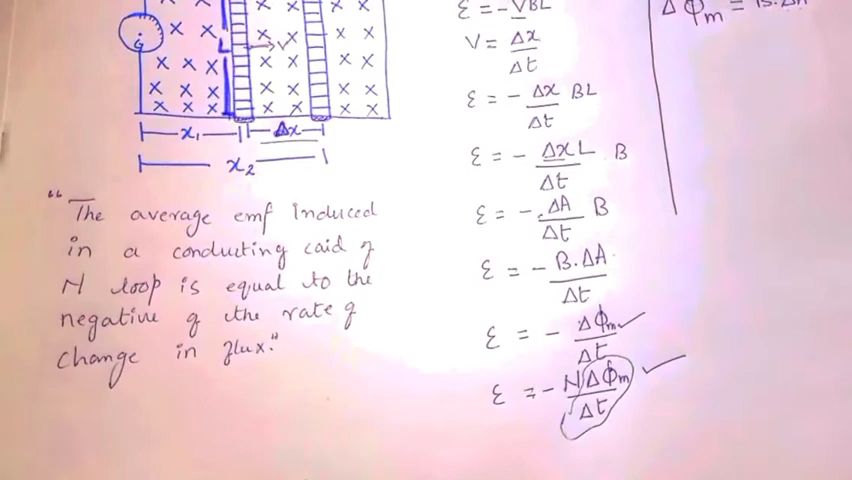 G
L
V
x₁
Δx
x₂
"The average emf induced
in a conducting coid of
N loop is equal to the
negative of the rate of
change in flux."
ε = - VBL
V = Δx/Δt
ε = - Δx/Δt BL
ε = - ΔxL/Δt B
ε = - ΔA/Δt B
ε = - B.ΔA/Δt
ε = - Δϕm/Δt
ε = - NΔϕm/Δt
Δϕm = B.ΔA